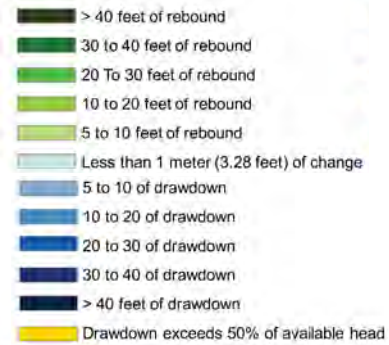 > 40 feet of rebound
30 to 40 feet of rebound
20 To 30 feet of rebound
10 to 20 feet of rebound
5 to 10 feet of rebound
Less than 1 meter (3.28 feet) of change
5 to 10 of drawdown
10 to 20 of drawdown
20 to 30 of drawdown
30 to 40 of drawdown
> 40 feet of drawdown
Drawdown exceeds 50% of available head